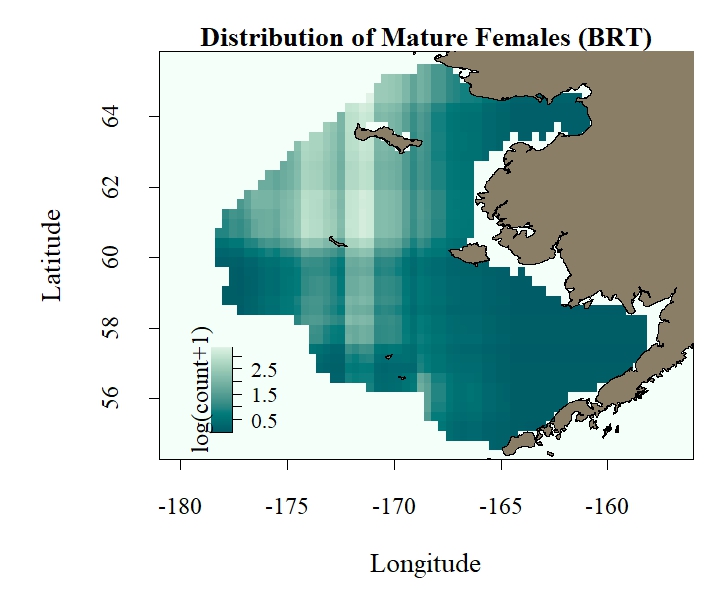 Distribution of Mature Females (BRT)
Latitude
64
62
60
58
56
log(count+1)
2.5
1.5
0.5
-180 -175 -170 -165 -160
Longitude